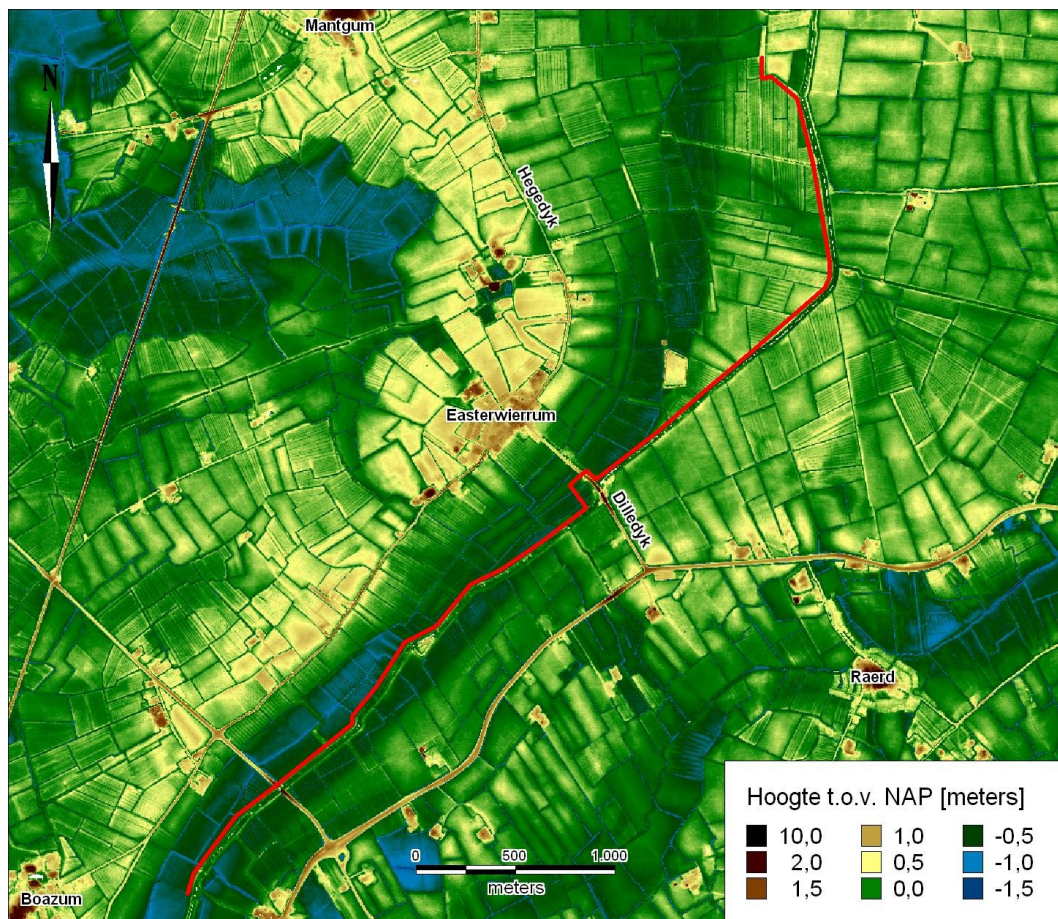 Mantgum
N
Hegedyk
Easterwierrum
Dilledyk
Raerd
Boazum
0 500 1.000
meters
Hoogte t.o.v. NAP [meters]
10,0 1,0 -0,5
2,0 0,5 -1,0
1,5 0,0 -1,5